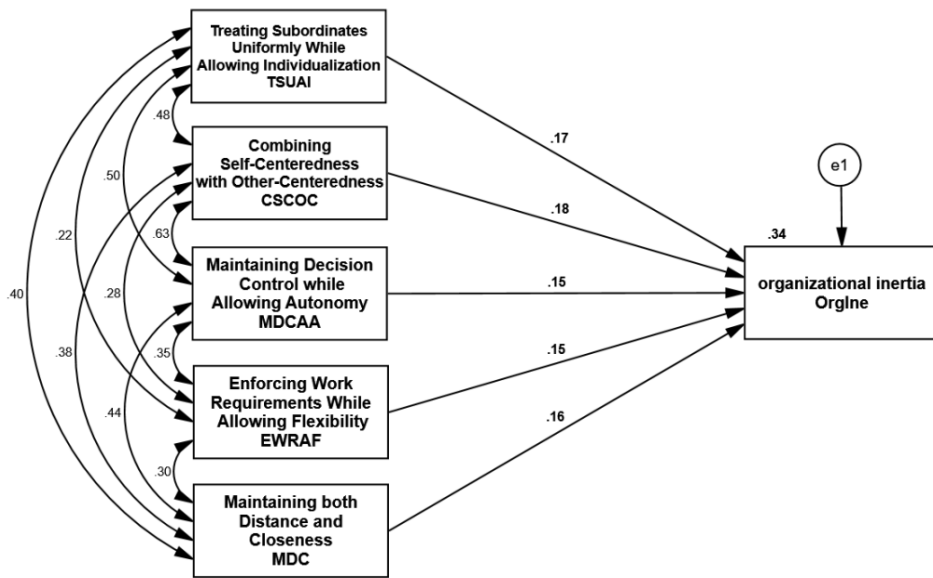 Treating Subordinates
Uniformly While
Allowing Individualization
TSUAI
.48
Combining
Self-Centeredness
with Other-Centeredness
CSCOC
.50
.63
.22
.28
.40
Maintaining Decision
Control while
Allowing Autonomy
MDCAA
.38
.35
.44
Enforcing Work
Requirements While
Allowing Flexibility
EWRAF
.30
Maintaining both
Distance and
Closeness
MDC
.17
.18
.15
.15
.16
e1
.34
organizational inertia
OrgIne